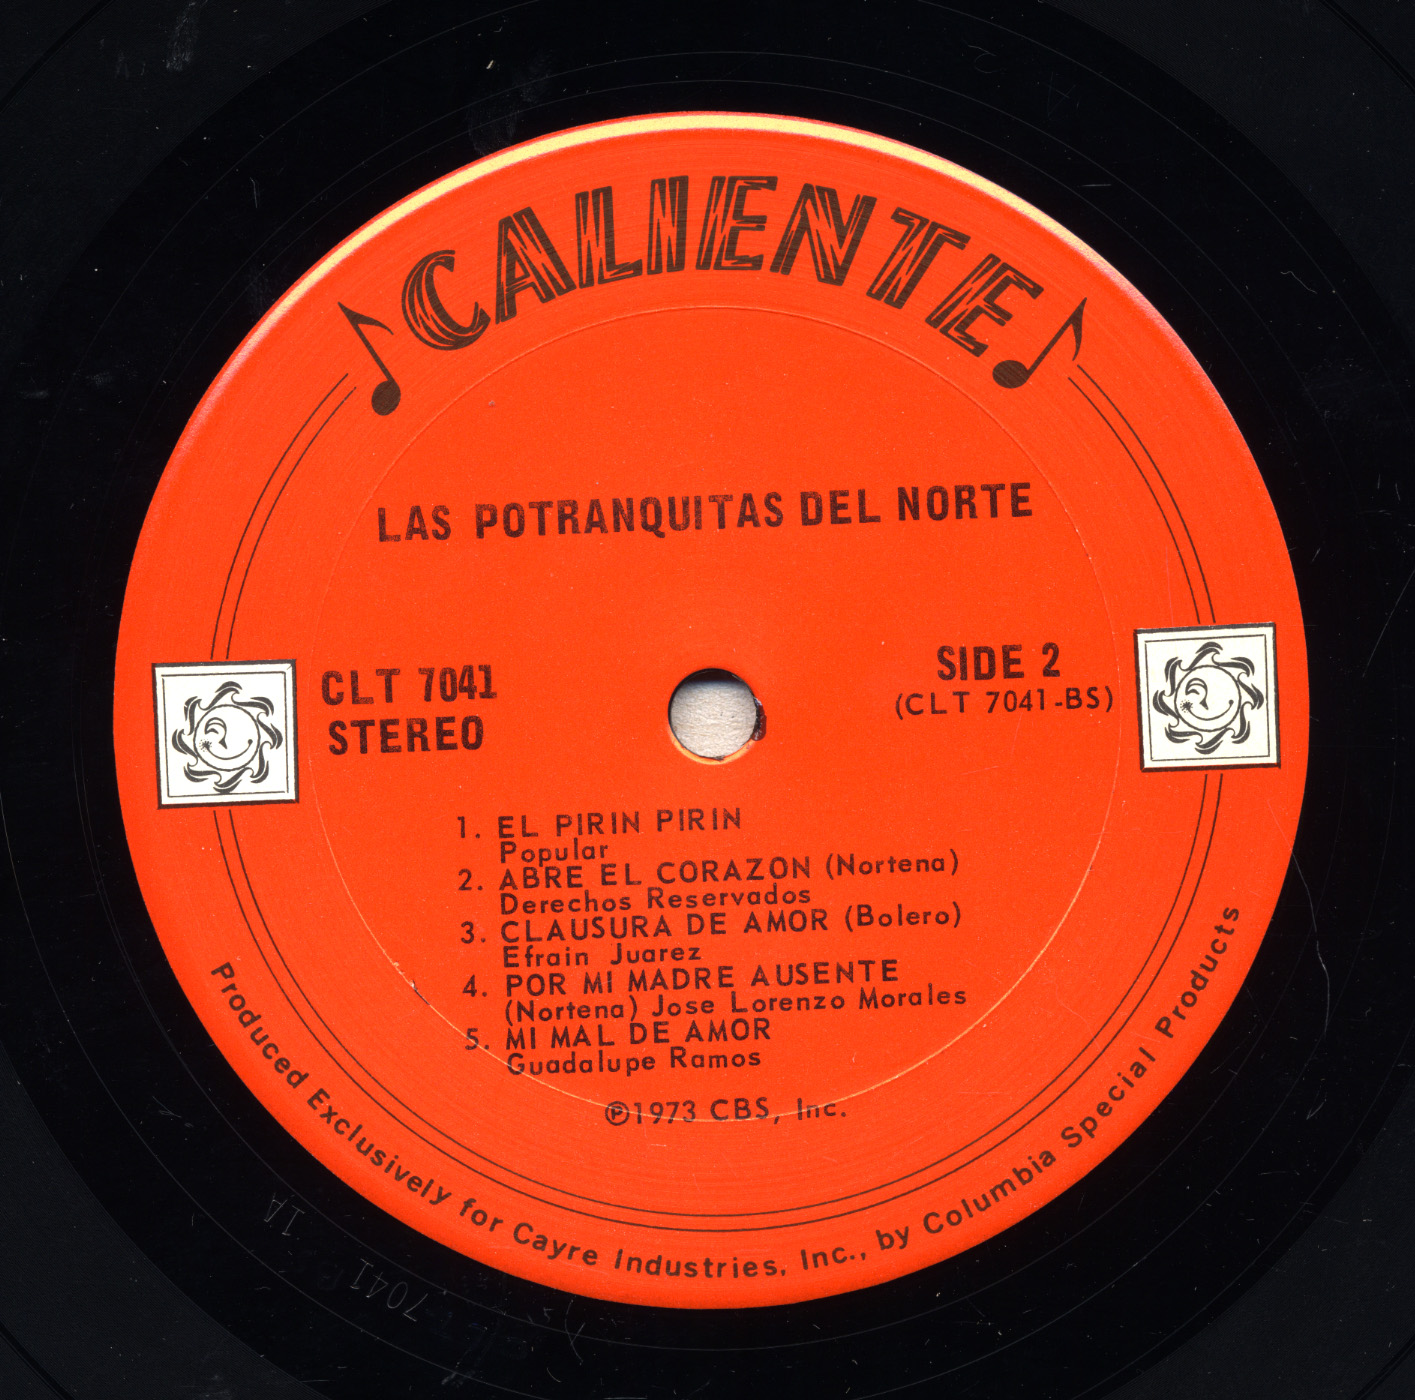 CALIENTE
LAS POTRANQUITAS DEL NORTE
CLT 7041
STEREO
SIDE 2
(CLT 7041-BS)
1. EL PIRIN PIRIN
Popular
2. ABRE EL CORAZON (Nortena)
Derechos Reservados
3. CLAUSURA DE AMOR (Bolero)
Efrain Juarez
4. POR MI MADRE AUSENTE
(Nortena) Jose Lorenzo Morales
5. MI MAL DE AMOR
Guadalupe Ramos
℗1973 CBS, Inc.
Produced Exclusively for Cayre Industries, Inc., by Columbia Special Products
7041
1A